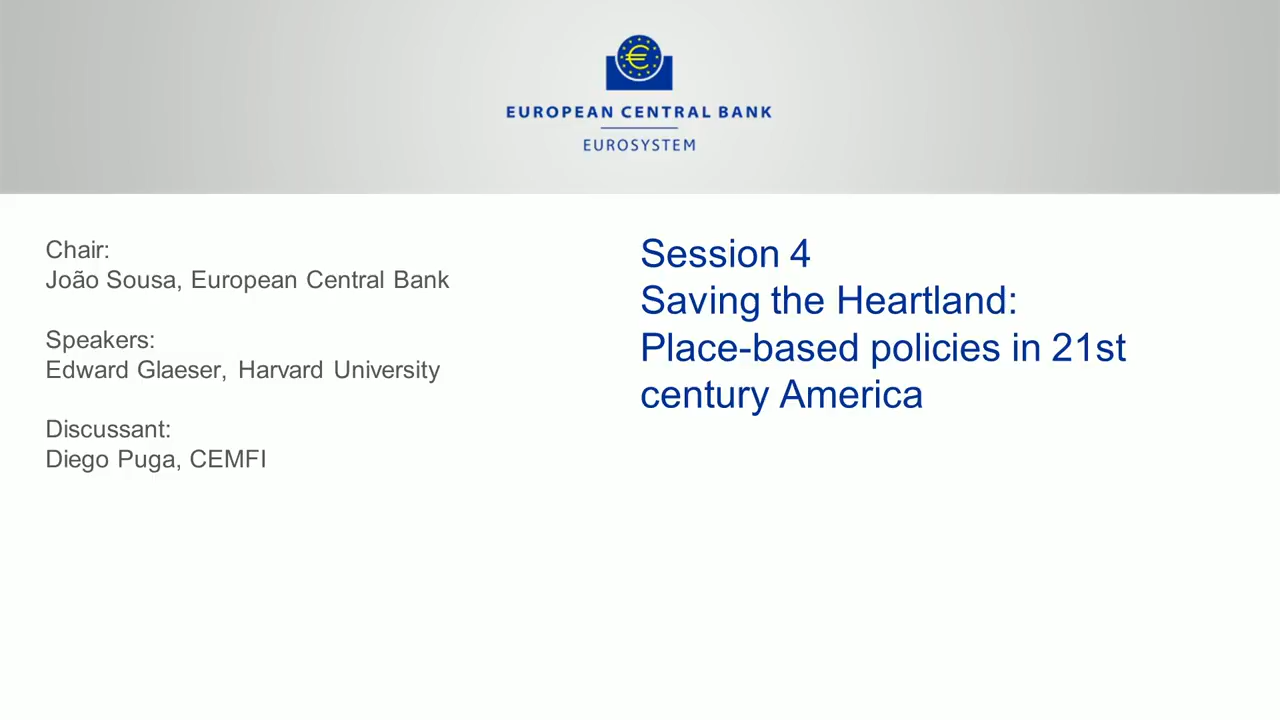 EUROPEAN CENTRAL BANK
EUROSYSTEM
Chair:
João Sousa, European Central Bank
Speakers:
Edward Glaeser, Harvard University
Discussant:
Diego Puga, CEMFI
Session 4
Saving the Heartland:
Place-based policies in 21st
century America